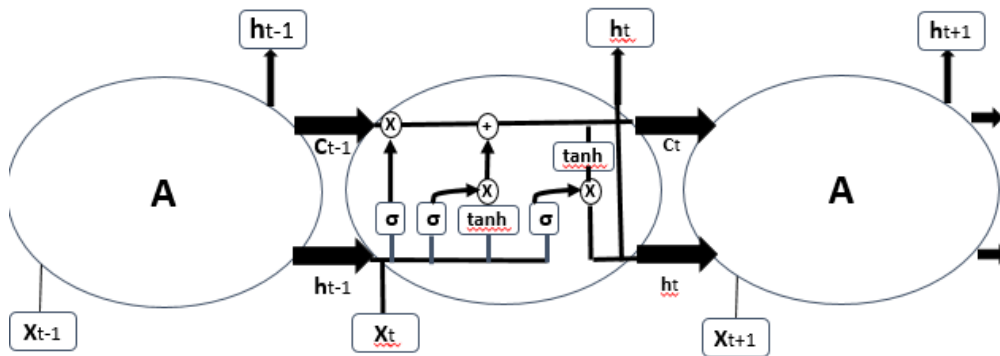 ht-1
ht
ht+1
X
+
Ct-1
Ct
tanh
A
X
X
A
σ
σ
tanh
σ
ht-1
ht
Xt-1
Xt
Xt+1